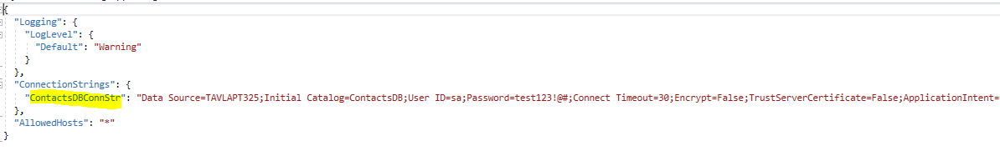 {
"Logging": {
"LogLevel": {
"Default": "Warning"
}
},
"ConnectionStrings": {
"ContactsDBConnStr": "Data Source=TAVLAPT325;Initial Catalog=ContactsDB;User ID=sa;Password=test123!@#;Connect Timeout=30;Encrypt=False;TrustServerCertificate=False;ApplicationIntent=
},
"AllowedHosts": "*"
}